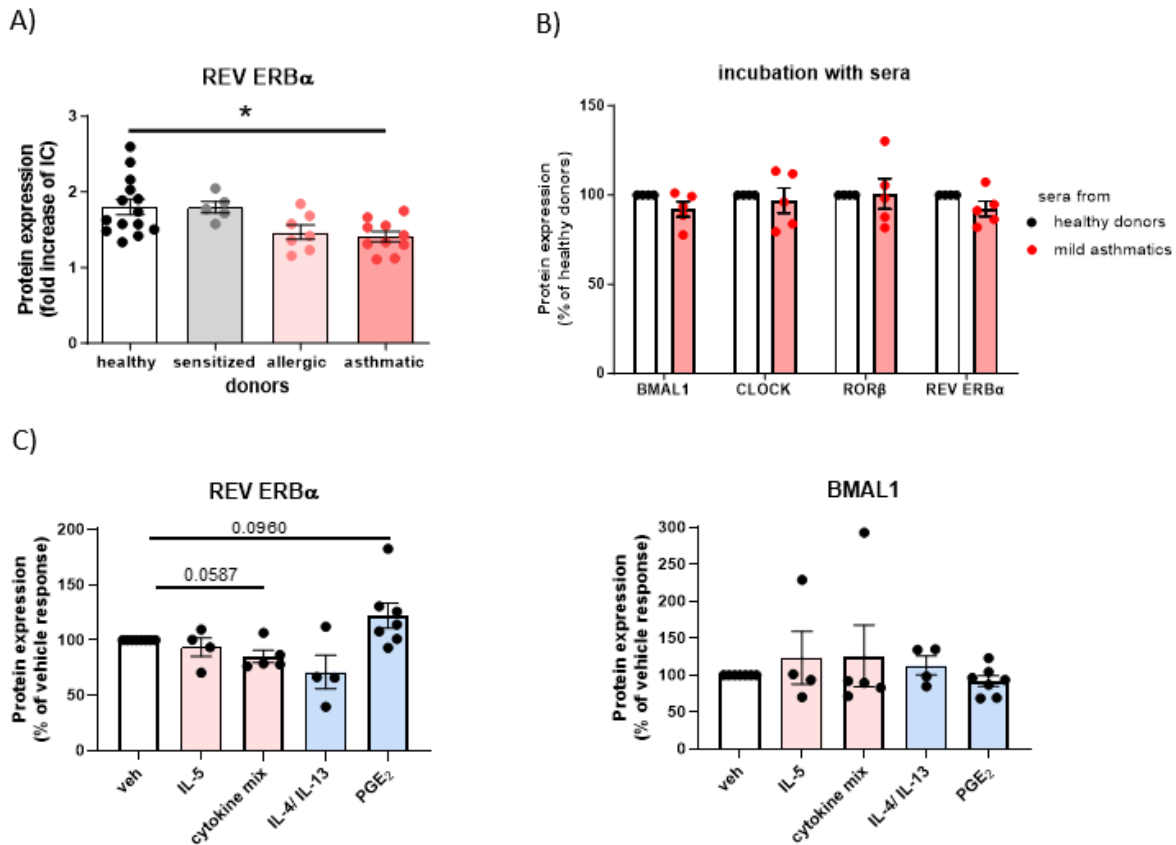 A)
REV ERBα
*
Protein expression
(fold increase of IC)
3
2
1
0
healthy
sensitized
allergic
asthmatic
donors
B)
incubation with sera
Protein expression
(% of healthy donors)
150
100
50
0
BMAL1
CLOCK
RORβ
REV ERBα
sera from
healthy donors
mild asthmatics
C)
REV ERBα
0.0960
0.0587
Protein expression
(% of vehicle response)
200
150
100
50
0
veh
IL-5
cytokine mix
IL-4/ IL-13
PGE₂
BMAL1
Protein expression
(% of vehicle response)
300
250
200
150
100
50
0
veh
IL-5
cytokine mix
IL-4/ IL-13
PGE₂